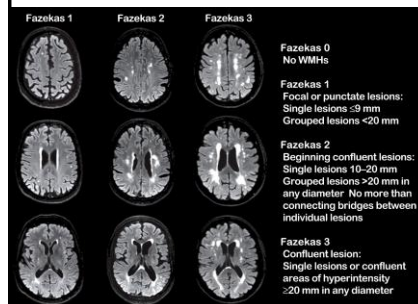 Fazekas 1
Fazekas 2
Fazekas 3
Fazekas 0
No WMHs
Fazekas 1
Focal or punctate lesions:
Single lesions ≤9 mm
Grouped lesions <20 mm
Fazekas 2
Beginning confluent lesions:
Single lesions 10–20 mm
Grouped lesions >20 mm in
any diameter No more than
connecting bridges between
individual lesions
Fazekas 3
Confluent lesion:
Single lesions or confluent
areas of hyperintensity
≥20 mm in any diameter